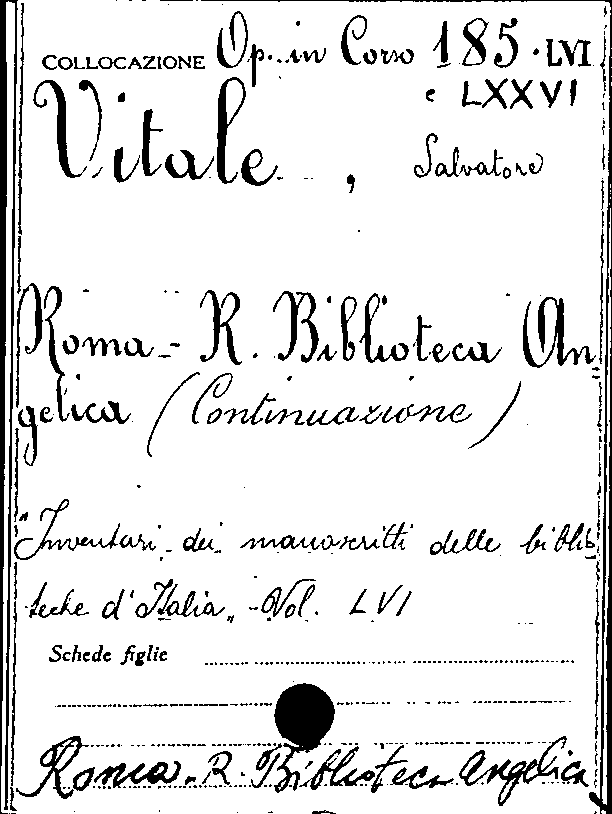 COLLOCAZIONE Op. in Corso 185.LVI
e LXXVI
Vitale, Salvatore
Roma - R. Biblioteca An=
gelica (Continuazione)
"Inventari dei manoscritti delle biblio
teche d'Italia„ - Vol. LVI
Schede figlie
Roma - R. Biblioteca Angelica